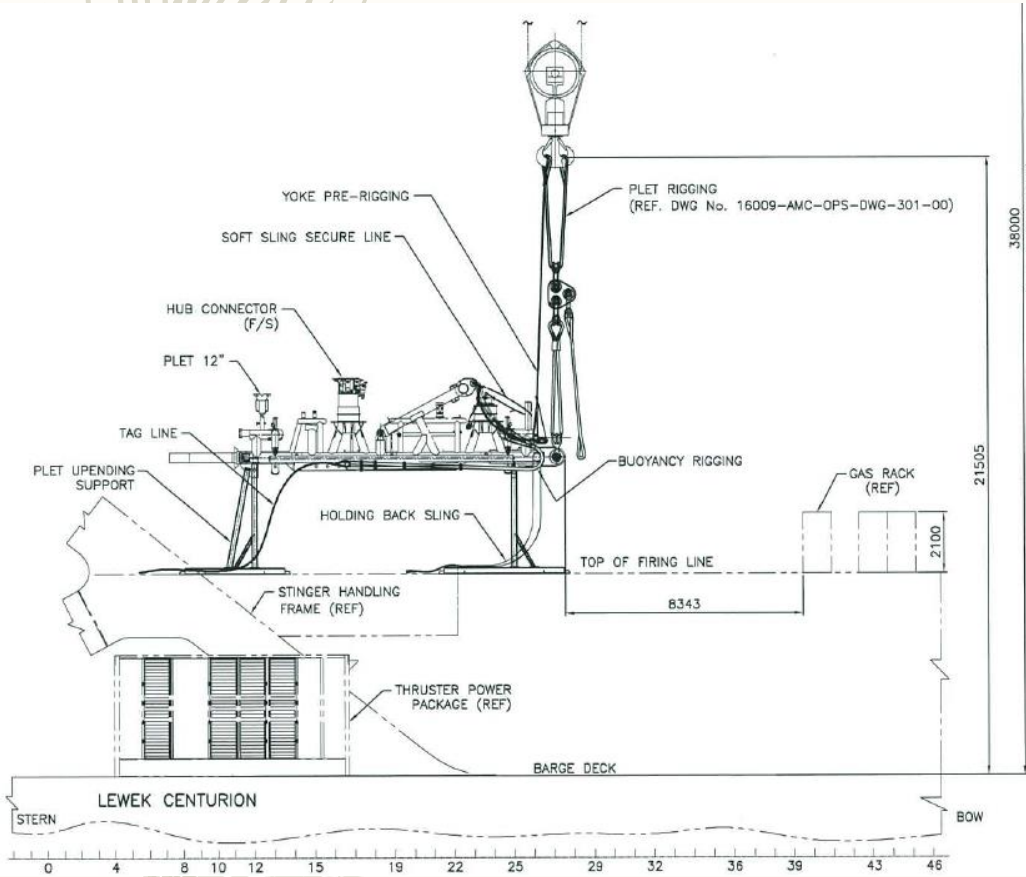 YOKE PRE-RIGGING
PLET RIGGING
(REF. DWG No. 16009-AMC-OPS-DWG-301-00)
SOFT SLING SECURE LINE
38000
HUB CONNECTOR
(F/S)
PLET 12"
TAG LINE
PLET UPENDING
SUPPORT
BUOYANCY RIGGING
GAS RACK
(REF)
21505
HOLDING BACK SLING
2100
TOP OF FIRING LINE
8343
STINGER HANDLING
FRAME (REF)
THRUSTER POWER
PACKAGE (REF)
BARGE DECK
LEWEK CENTURION
STERN
BOW
0 4 8 10 12 15 19 22 25 29 32 35 39 43 46